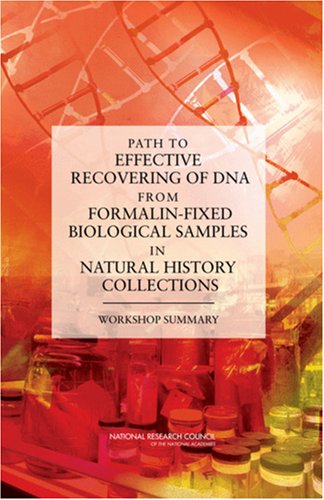 PATH TO
EFFECTIVE
RECOVERING OF DNA
FROM
FORMALIN-FIXED
BIOLOGICAL SAMPLES
IN
NATURAL HISTORY
COLLECTIONS
WORKSHOP SUMMARY
NATIONAL RESEARCH COUNCIL
OF THE NATIONAL ACADEMIES